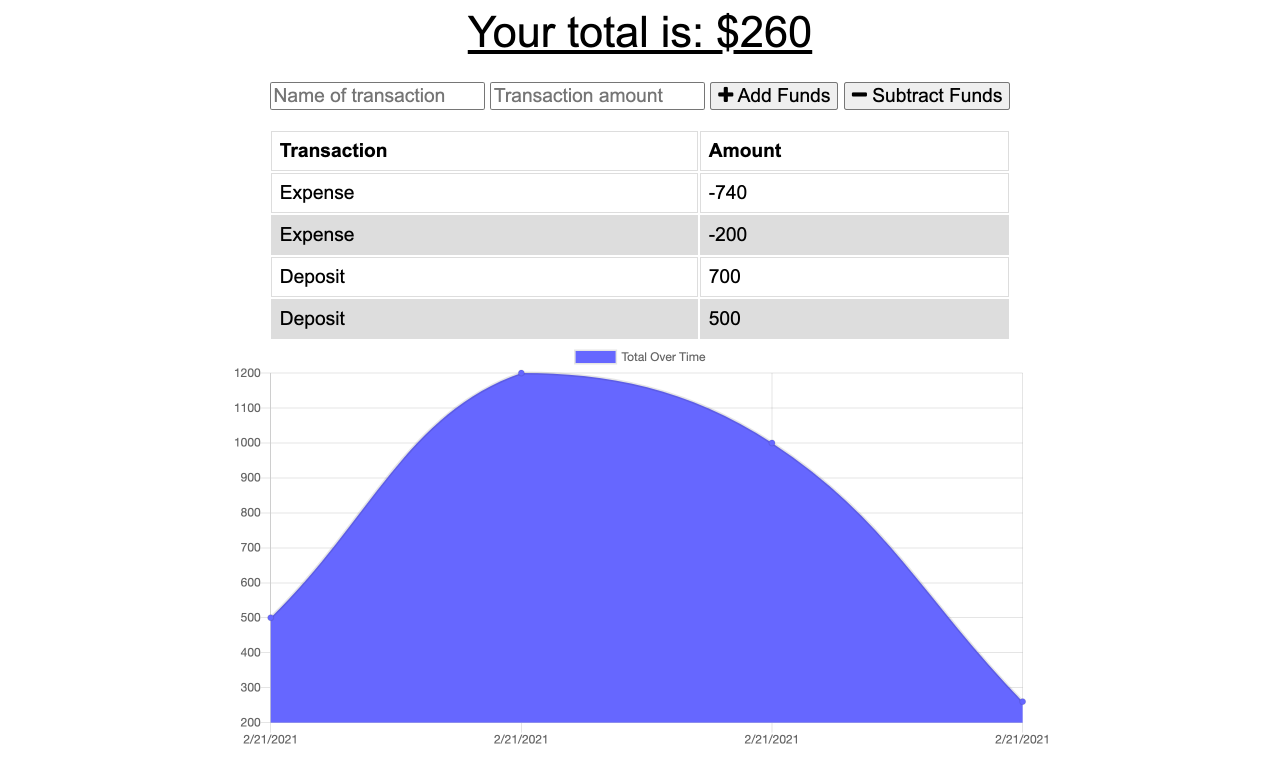 Your total is: $260
Name of transaction Transaction amount Add Funds Subtract Funds
Transaction Amount
Expense -740
Expense -200
Deposit 700
Deposit 500
Total Over Time
1200
1100
1000
900
800
700
600
500
400
300
200
2/21/2021 2/21/2021 2/21/2021 2/21/2021